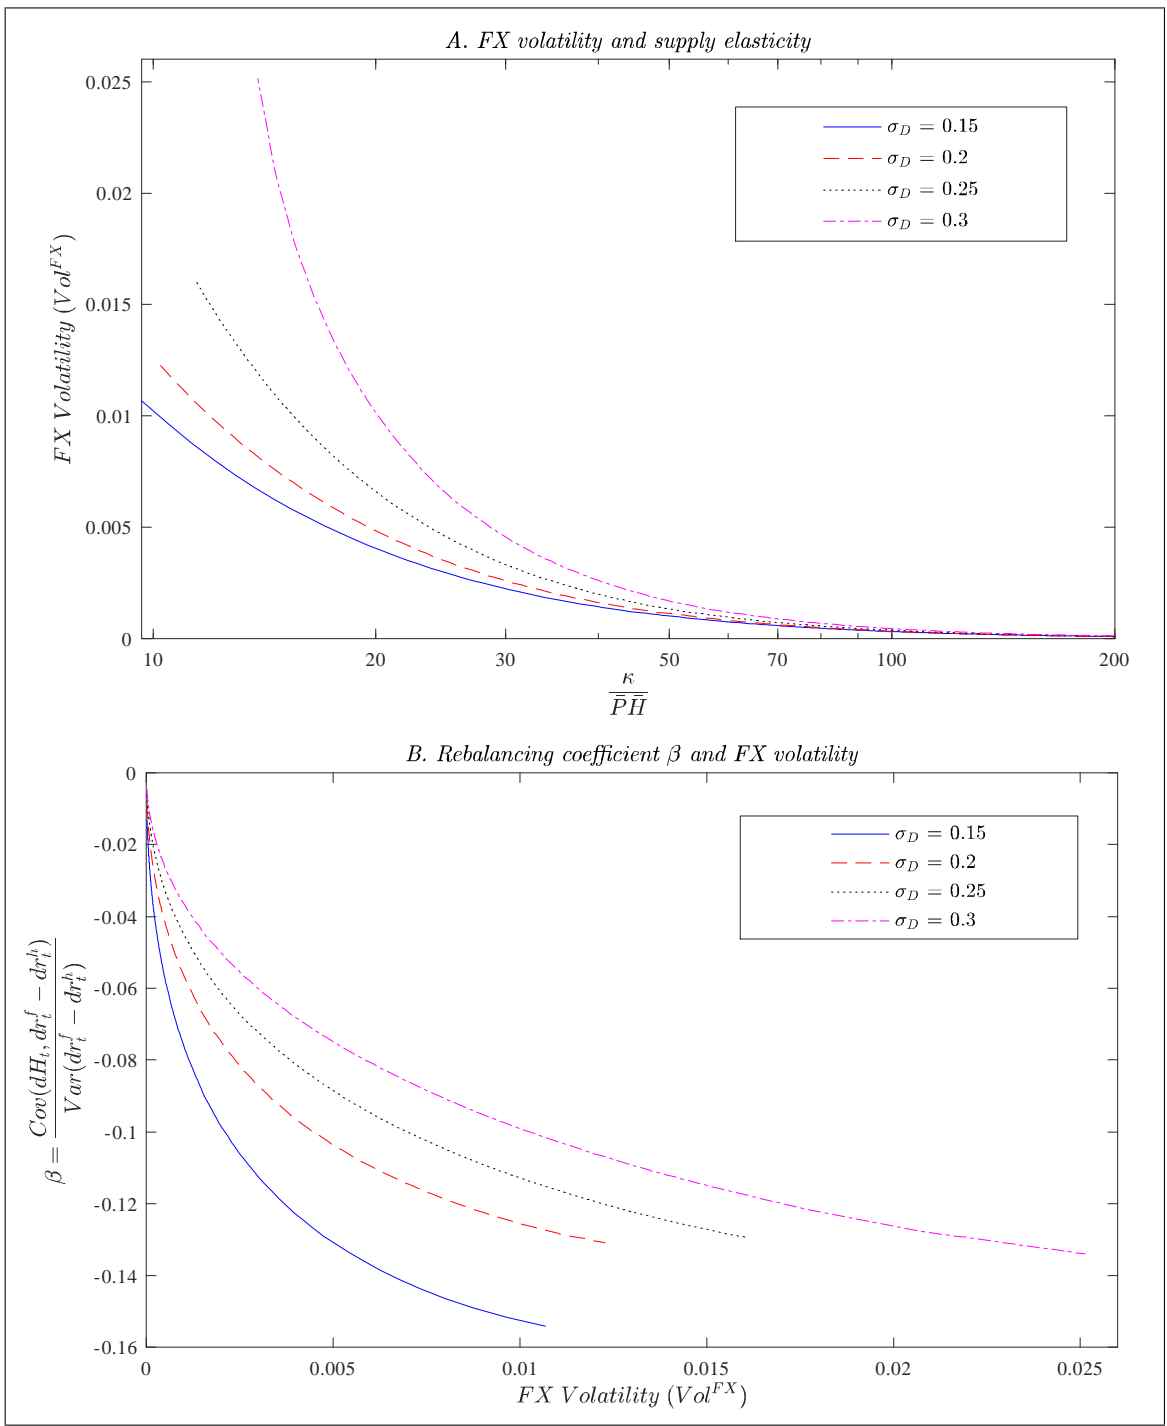 A. FX volatility and supply elasticity
0.025
0.02
0.015
0.01
0.005
0
FX Volatility (Vol^{FX})
σ_D = 0.15
σ_D = 0.2
σ_D = 0.25
σ_D = 0.3
10 20 30 50 70 100 200
κ
P̄H̄
B. Rebalancing coefficient β and FX volatility
0
-0.02
-0.04
-0.06
-0.08
-0.1
-0.12
-0.14
-0.16
β = Cov(dH_t, dr_t^f − dr_t^h)
Var(dr_t^f − dr_t^h)
σ_D = 0.15
σ_D = 0.2
σ_D = 0.25
σ_D = 0.3
0 0.005 0.01 0.015 0.02 0.025
FX Volatility (Vol^{FX})